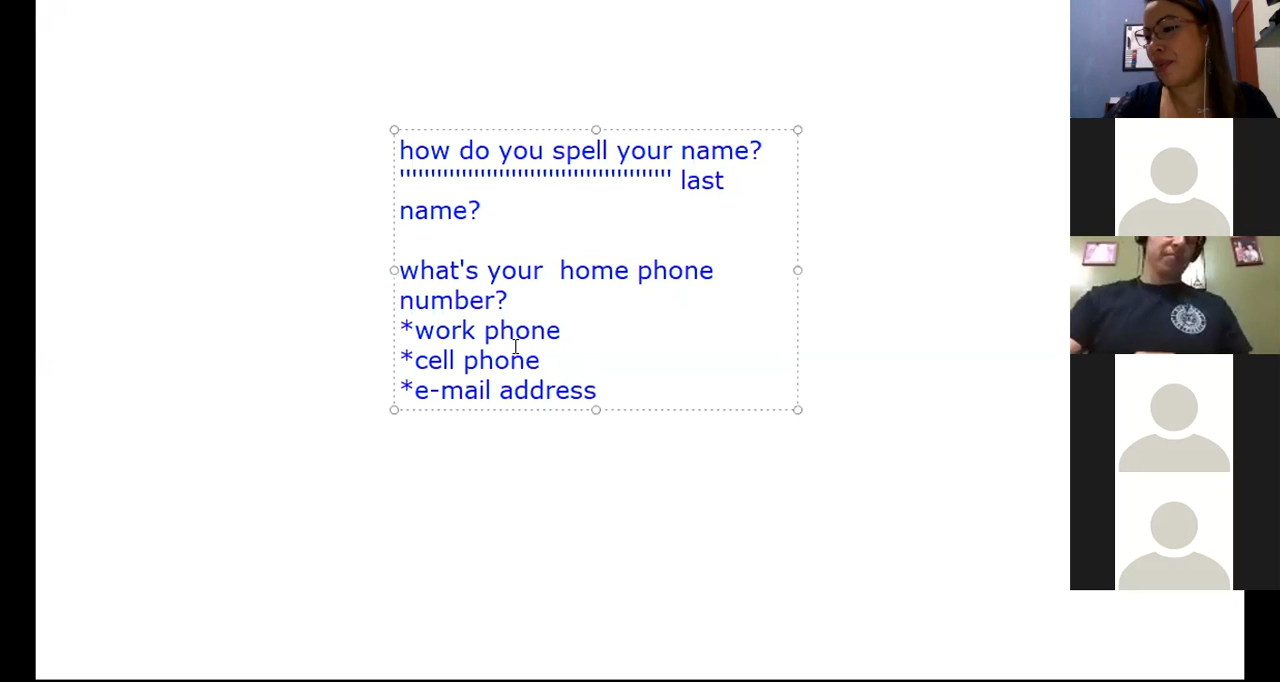 how do you spell your name?
''''''''''''''''''''''''''''''''''''''''''' last
name?
what's your  home phone
number?
*work phone
*cell phone
*e-mail address